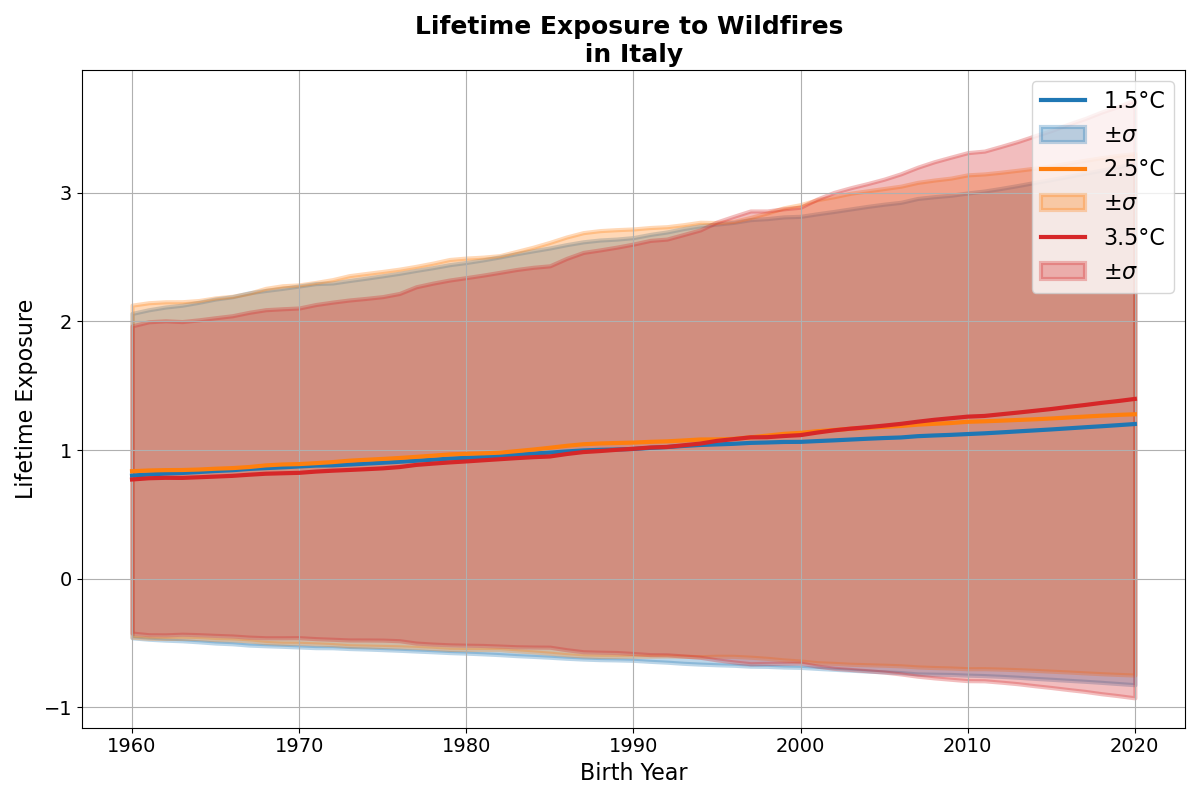 Lifetime Exposure to Wildfires
in Italy
1.5°C
±σ
2.5°C
±σ
3.5°C
±σ
Lifetime Exposure
3
2
1
0
−1
1960 1970 1980 1990 2000 2010 2020
Birth Year